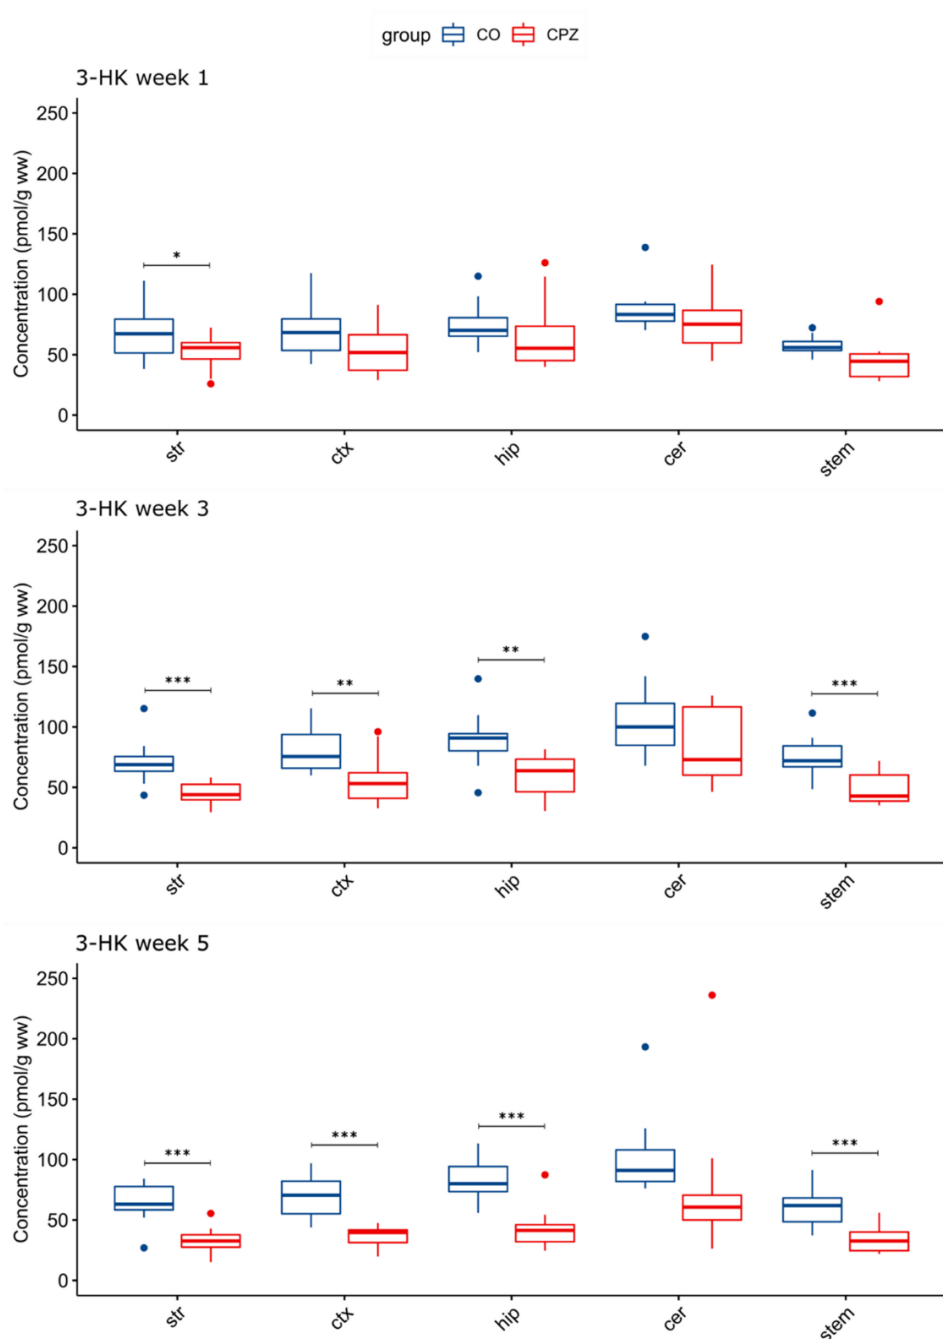 group CO CPZ
3-HK week 1
Concentration (pmol/g ww)
250
200
150
100
50
0
*
str ctx hip cer stem
3-HK week 3
Concentration (pmol/g ww)
250
200
150
100
50
0
*** ** ** ***
str ctx hip cer stem
3-HK week 5
Concentration (pmol/g ww)
250
200
150
100
50
0
*** *** *** ***
str ctx hip cer stem